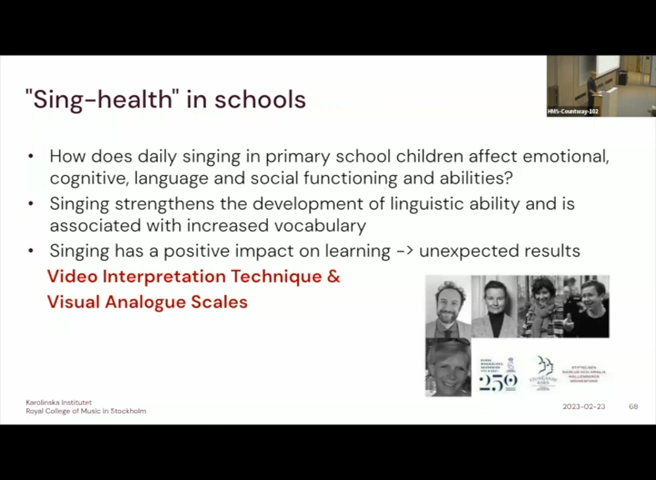 "Sing-health" in schools
HMS-Countway-102
• How does daily singing in primary school children affect emotional,
cognitive, language and social functioning and abilities?
• Singing strengthens the development of linguistic ability and is
associated with increased vocabulary
• Singing has a positive impact on learning -> unexpected results
Video Interpretation Technique &
Visual Analogue Scales
250
Karolinska Institutet
Royal College of Music in Stockholm
2023-02-23
68